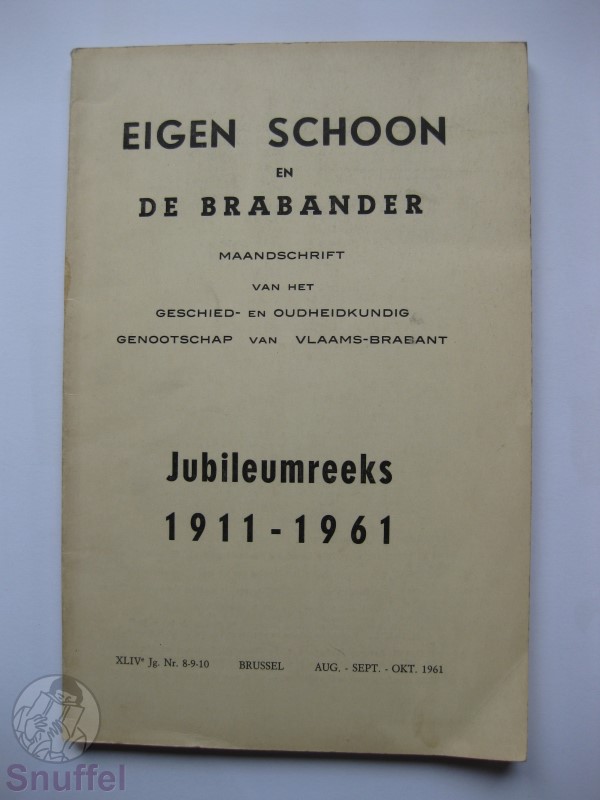 EIGEN SCHOON
EN
DE BRABANDER
MAANDSCHRIFT
VAN HET
GESCHIED- EN OUDHEIDKUNDIG
GENOOTSCHAP VAN VLAAMS-BRABANT
Jubileumreeks
1911-1961
XLIVe Jg. Nr. 8-9-10 BRUSSEL AUG. - SEPT. - OKT. 1961
Snuffel